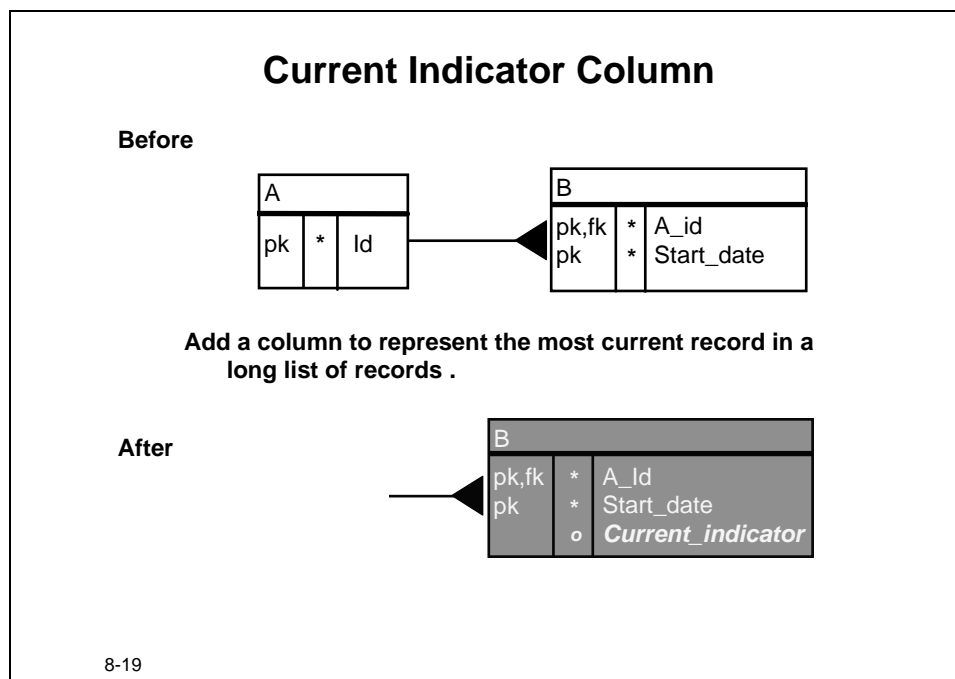 Current Indicator Column
Before
A
pk * Id
B
pk,fk * A_id
pk * Start_date
Add a column to represent the most current record in a
long list of records .
After
B
pk,fk * A_Id
pk * Start_date
o Current_indicator
8-19